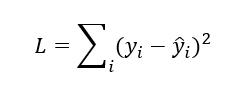 L = ∑ᵢ(yᵢ − ŷᵢ)²